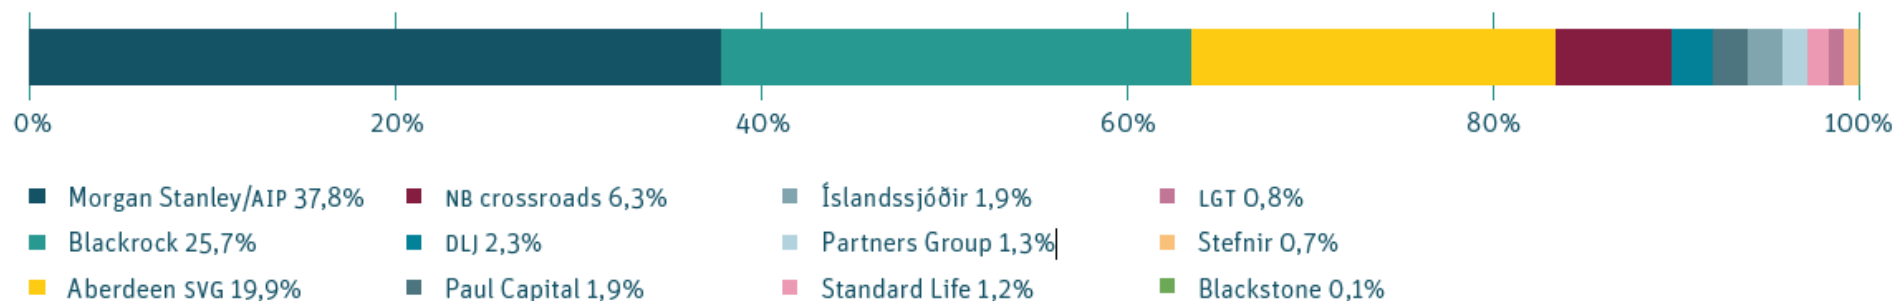 0% 20% 40% 60% 80% 100%
Morgan Stanley/AIP 37,8% NB crossroads 6,3% Íslandssjóðir 1,9% LGT 0,8%
Blackrock 25,7% DLJ 2,3% Partners Group 1,3% Stefnir 0,7%
Aberdeen SVG 19,9% Paul Capital 1,9% Standard Life 1,2% Blackstone 0,1%